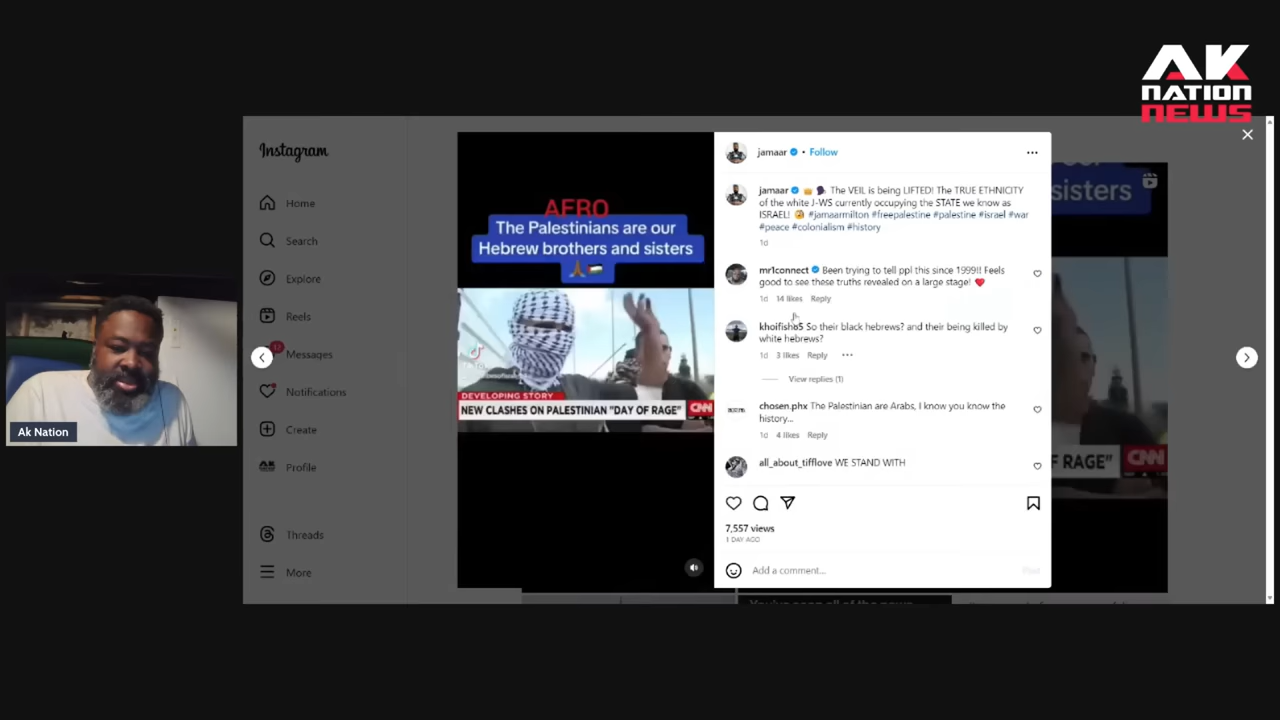 AK
NATION
NEWS
Instagram
Home
Search
Explore
Reels
Messages
Notifications
Create
Profile
Threads
More
Ak Nation
AFRO
The Palestinians are our
Hebrew brothers and sisters
DEVELOPING STORY
NEW CLASHES ON PALESTINIAN "DAY OF RAGE"
CNN
jamaar • Follow
jamaar The VEIL is being LIFTED! The TRUE ETHNICITY
of the white J-WS currently occupying the STATE we know as
ISRAEL! #jamaarmilton #freepalestine #palestine #israel #war
#peace #colonialism #history
1d
mr1connect Been trying to tell ppl this since 1999!! Feels
good to see these truths revealed on a large stage!
1d 14 likes Reply
khoifish65 So their black hebrews? and their being killed by
white hebrews?
1d 3 likes Reply
View replies (1)
chosen.phx The Palestinian are Arabs, I know you know the
history...
1d 4 likes Reply
all_about_tifflove WE STAND WITH
7,557 views
1 DAY AGO
Add a comment...
Post
sisters
F RAGE"
CNN